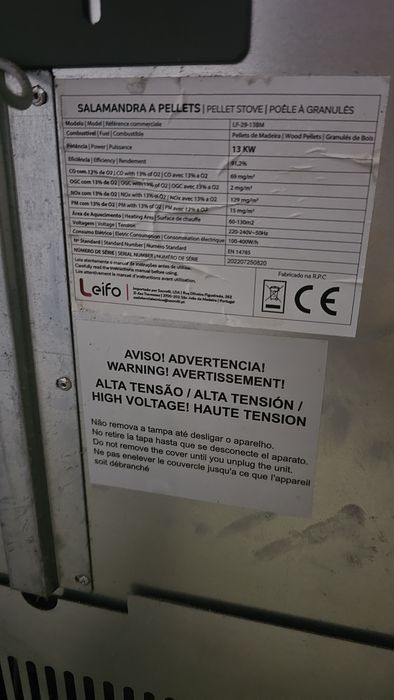 SALAMANDRA A PELLETS | PELLET STOVE | POÊLE À GRANULÉS
Modelo | Model | Référence commerciale LF-29-13BM
Combustível | Fuel | Combustible Pellets de Madeira | Wood Pellets | Granulés de Bois
Potência | Power | Puissance 13 KW
Eficiência | Efficiency | Rendement 91,2%
CO com 13% de O2 | CO with 13% of O2 | CO avec 13% a O2 69 mg/m³
OGC com 13% de O2 | OGC with 13% of O2 | OGC avec 13% a O2 2 mg/m³
NOx com 13% de O2 | NOx with 13% of O2 | NOx avec 13% a O2 129 mg/m³
PM com 13% de O2 | PM with 13% of O2 | PM avec 13% a O2 15 mg/m³
Área de Aquecimento | Heating Area | Surface de chauffe 60-130m2
Voltagem | Voltage | Tension 220-240V~50Hz
Consumo Elétrico | Eletric Consumption | Consommation électrique 100-400W/h
Nº Standard | Standard Number | Numéro Standard EN 14785
NÚMERO DE SÉRIE | SERIAL NUMBER | NUMÉRO DE SÉRIE 202207250820
Leia atentamente o manual de instruções antes de utilizar.
Carefully read the instructions manual before using.
Lire attentivement le manuel d'instructions avant utilisation.
Fabricado na R.P.C
Leifo
CE
AVISO! ADVERTENCIA!
WARNING! AVERTISSEMENT!
ALTA TENSÃO / ALTA TENSIÓN /
HIGH VOLTAGE! HAUTE TENSION
Não remova a tampa até desligar o aparelho.
No retire la tapa hasta que se desconecte el aparato.
Do not remove the cover until you unplug the unit.
Ne pas enelever le couvercle jusqu'a ce que l'appareil
soit débranché